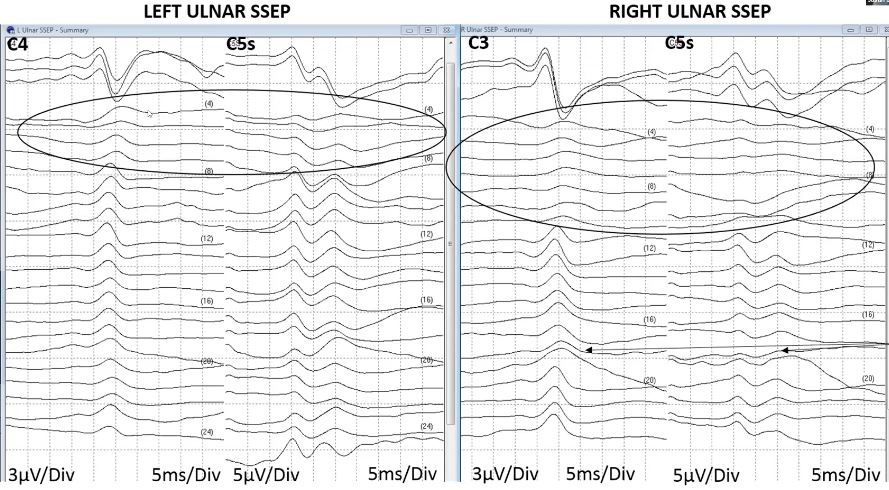 LEFT ULNAR SSEP
RIGHT ULNAR SSEP
L Ulnar SSEP - Summary
R Ulnar SSEP - Summary
C4
C5s
C3
C5s
(4)
(4)
(4)
(8)
(8)
(8)
(8)
(12)
(12)
(12)
(16)
(16)
(16)
(16)
(20)
(20)
(20)
(20)
(24)
(24)
3µV/Div
5ms/Div
5µV/Div
5ms/Div
3µV/Div
5ms/Div
5µV/Div
5ms/Div